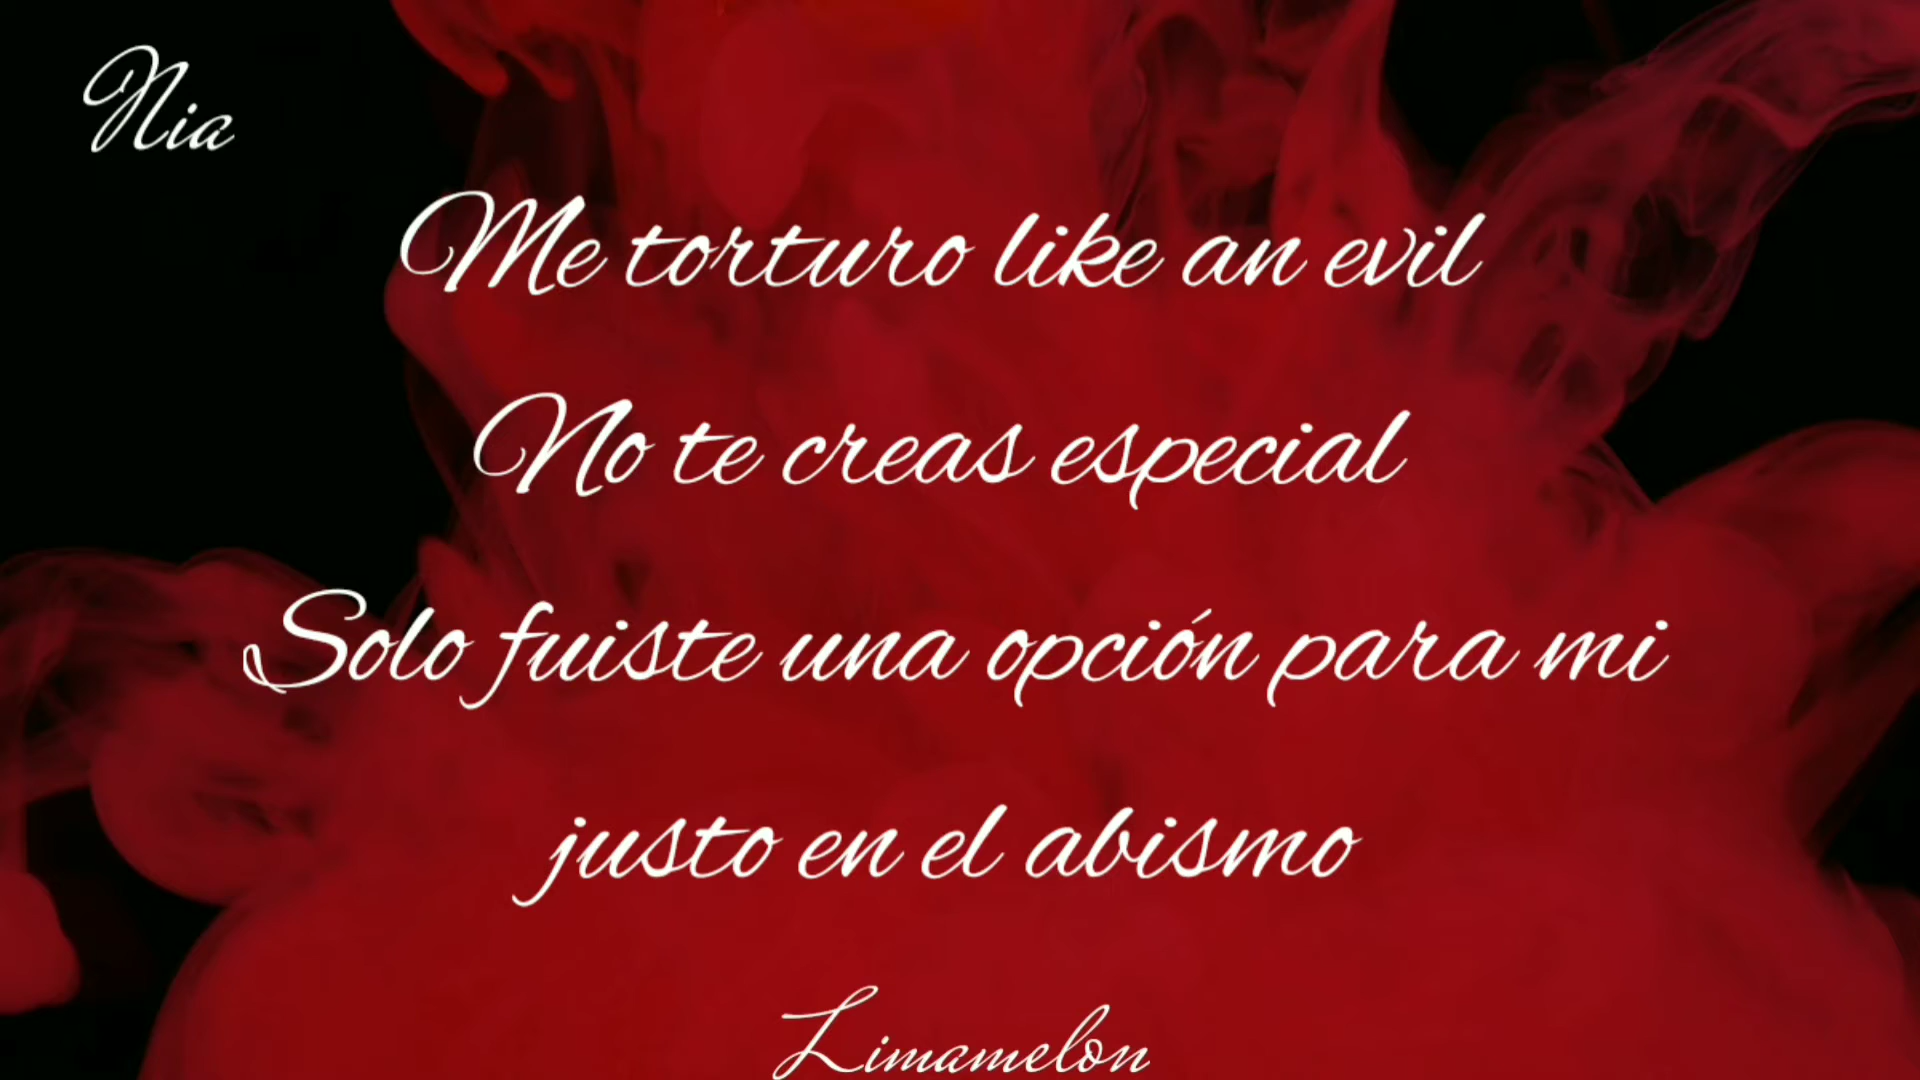 Nia
Me torturo like an evil
No te creas especial
Solo fuiste una opción para mi
justo en el abismo
Limamelon